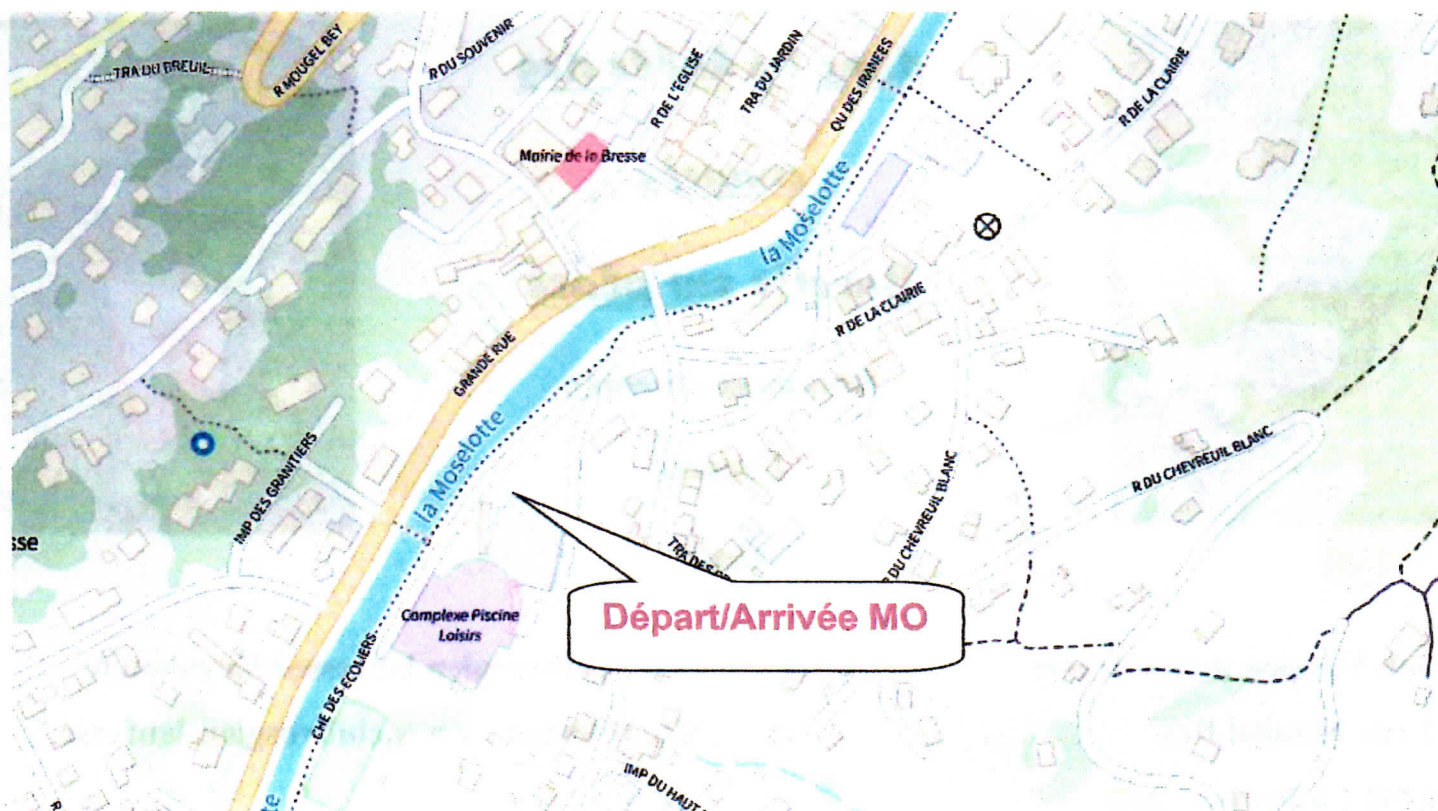 TRA DU BREUIL
R MOUGEL BEY
R DU SOUVENIR
R DE L'EGLISE
TRA DU JARDIN
QU DES IRANEES
R DE LA CLAIRIE
Mairie de la Bresse
la Moselotte
R DE LA CLAIRIE
GRANDE RUE
la Moselotte
IMP DES GRANITIERS
R DU CHEVREUIL BLANC
R DU CHEVREUIL BLANC
sse
TRA DES
Départ/Arrivée MO
Complexe Piscine
Loisirs
CHE DES ECOLIERS
IMP DU HAUT